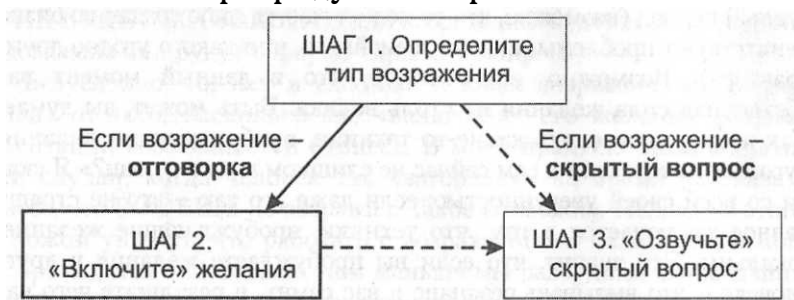 ШАГ 1. Определите
тип возражения
Если возражение –
отговорка
Если возражение –
скрытый вопрос
ШАГ 2.
«Включите» желания
ШАГ 3. «Озвучьте»
скрытый вопрос